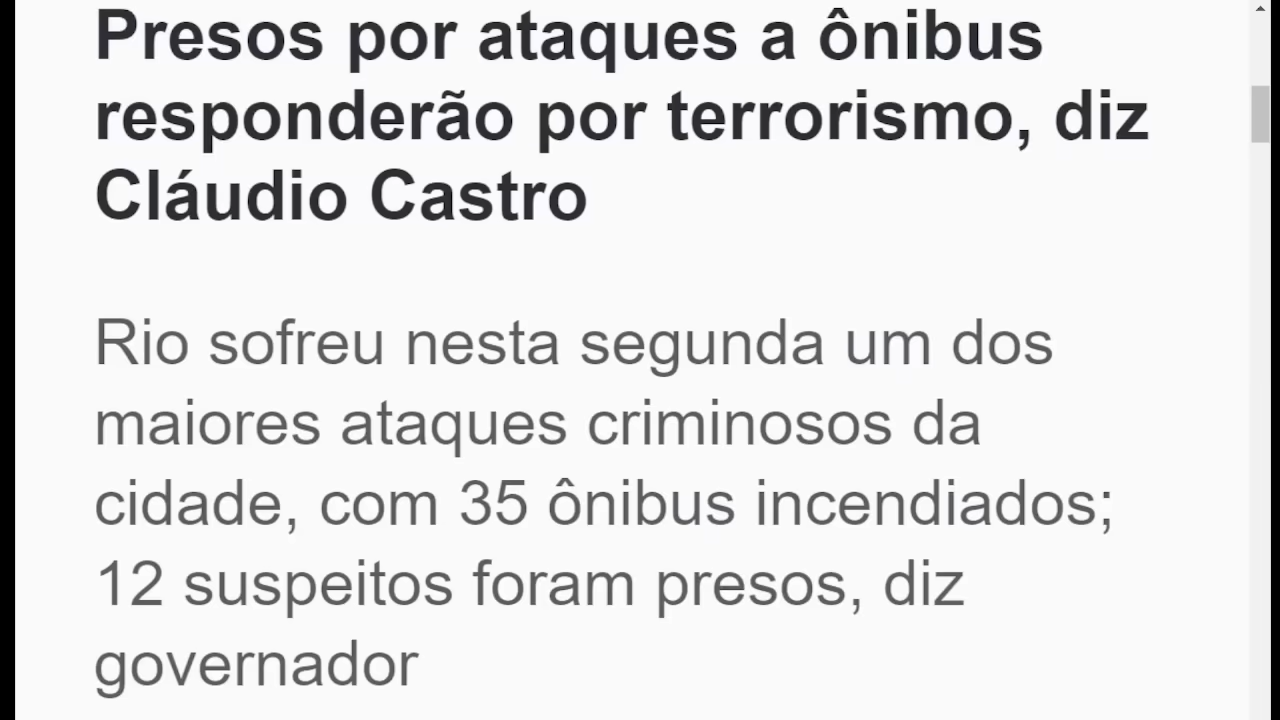 Presos por ataques a ônibus
responderão por terrorismo, diz
Cláudio Castro
Rio sofreu nesta segunda um dos
maiores ataques criminosos da
cidade, com 35 ônibus incendiados;
12 suspeitos foram presos, diz
governador